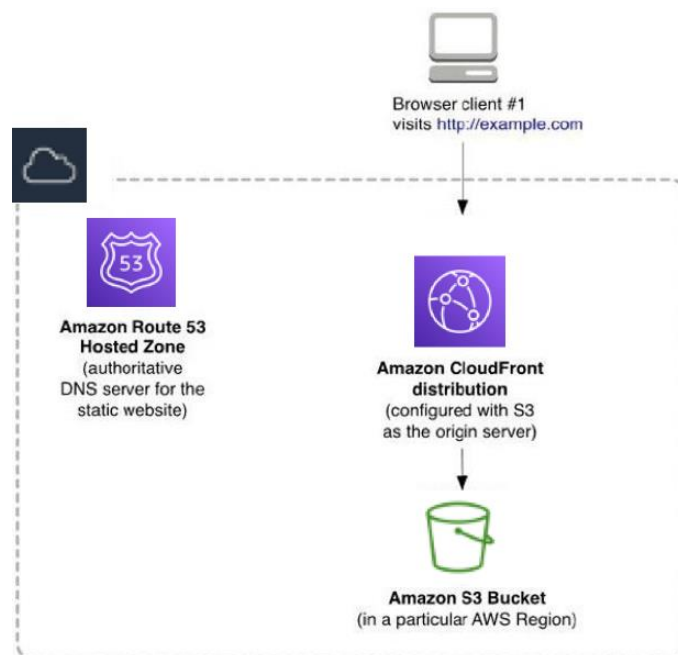 Browser client #1
visits http://example.com
53
Amazon Route 53
Hosted Zone
(authoritative
DNS server for the
static website)
Amazon CloudFront
distribution
(configured with S3
as the origin server)
Amazon S3 Bucket
(in a particular AWS Region)